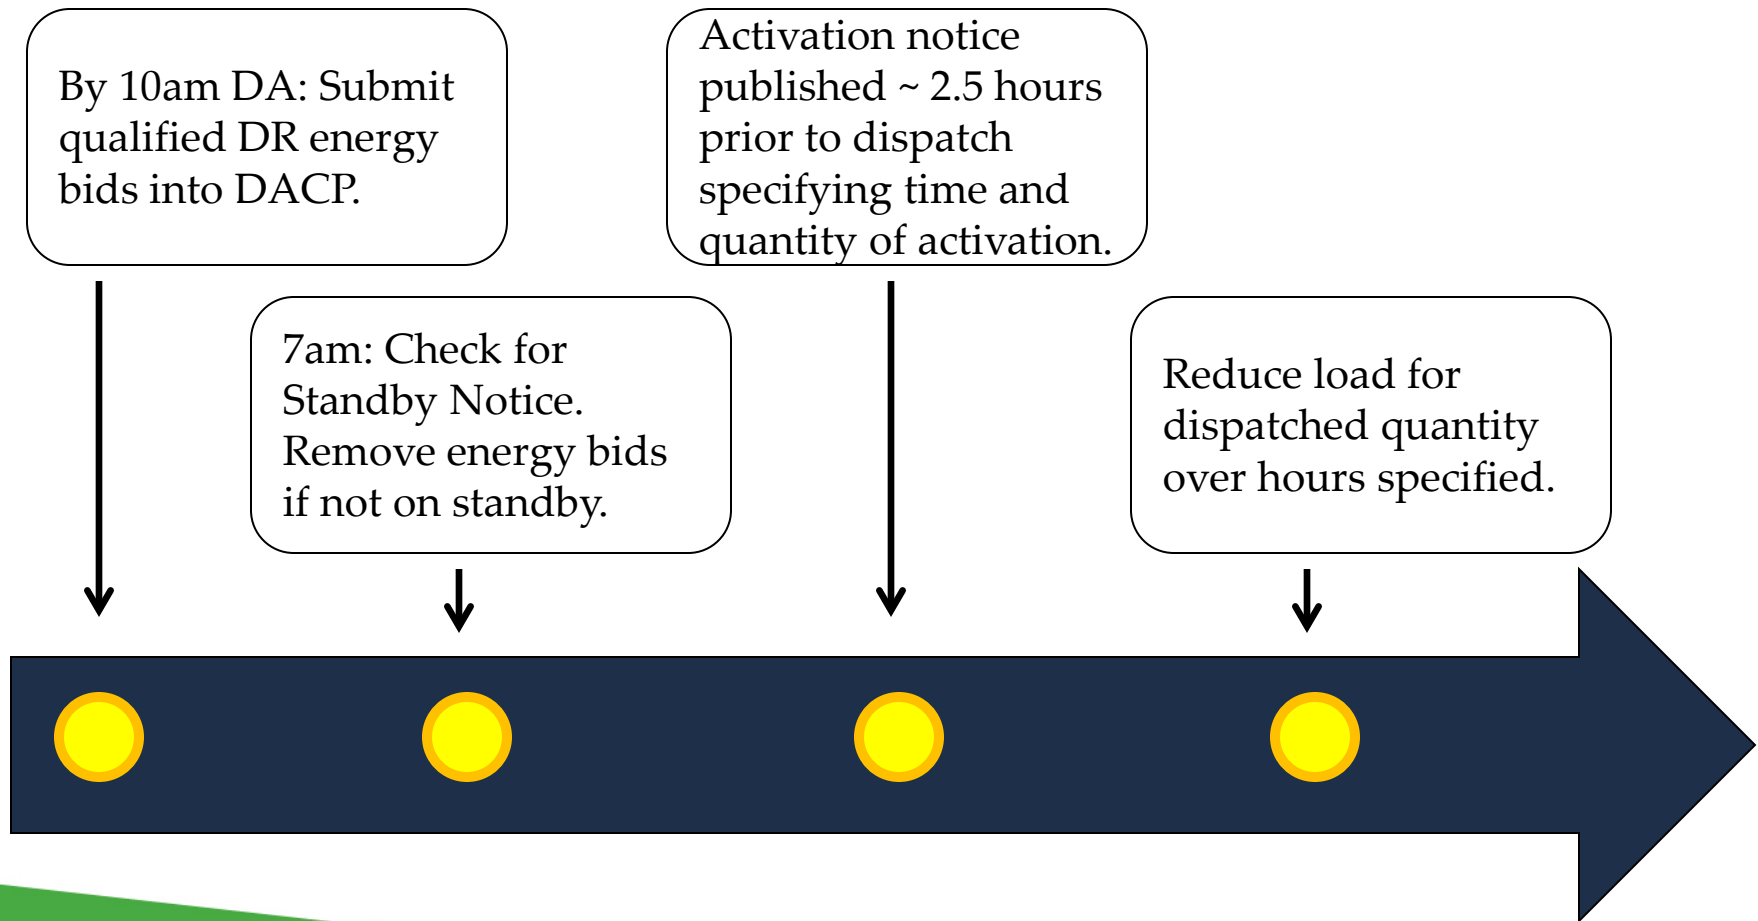 By 10am DA: Submit
qualified DR energy
bids into DACP.
7am: Check for
Standby Notice.
Remove energy bids
if not on standby.
Activation notice
published ~ 2.5 hours
prior to dispatch
specifying time and
quantity of activation.
Reduce load for
dispatched quantity
over hours specified.